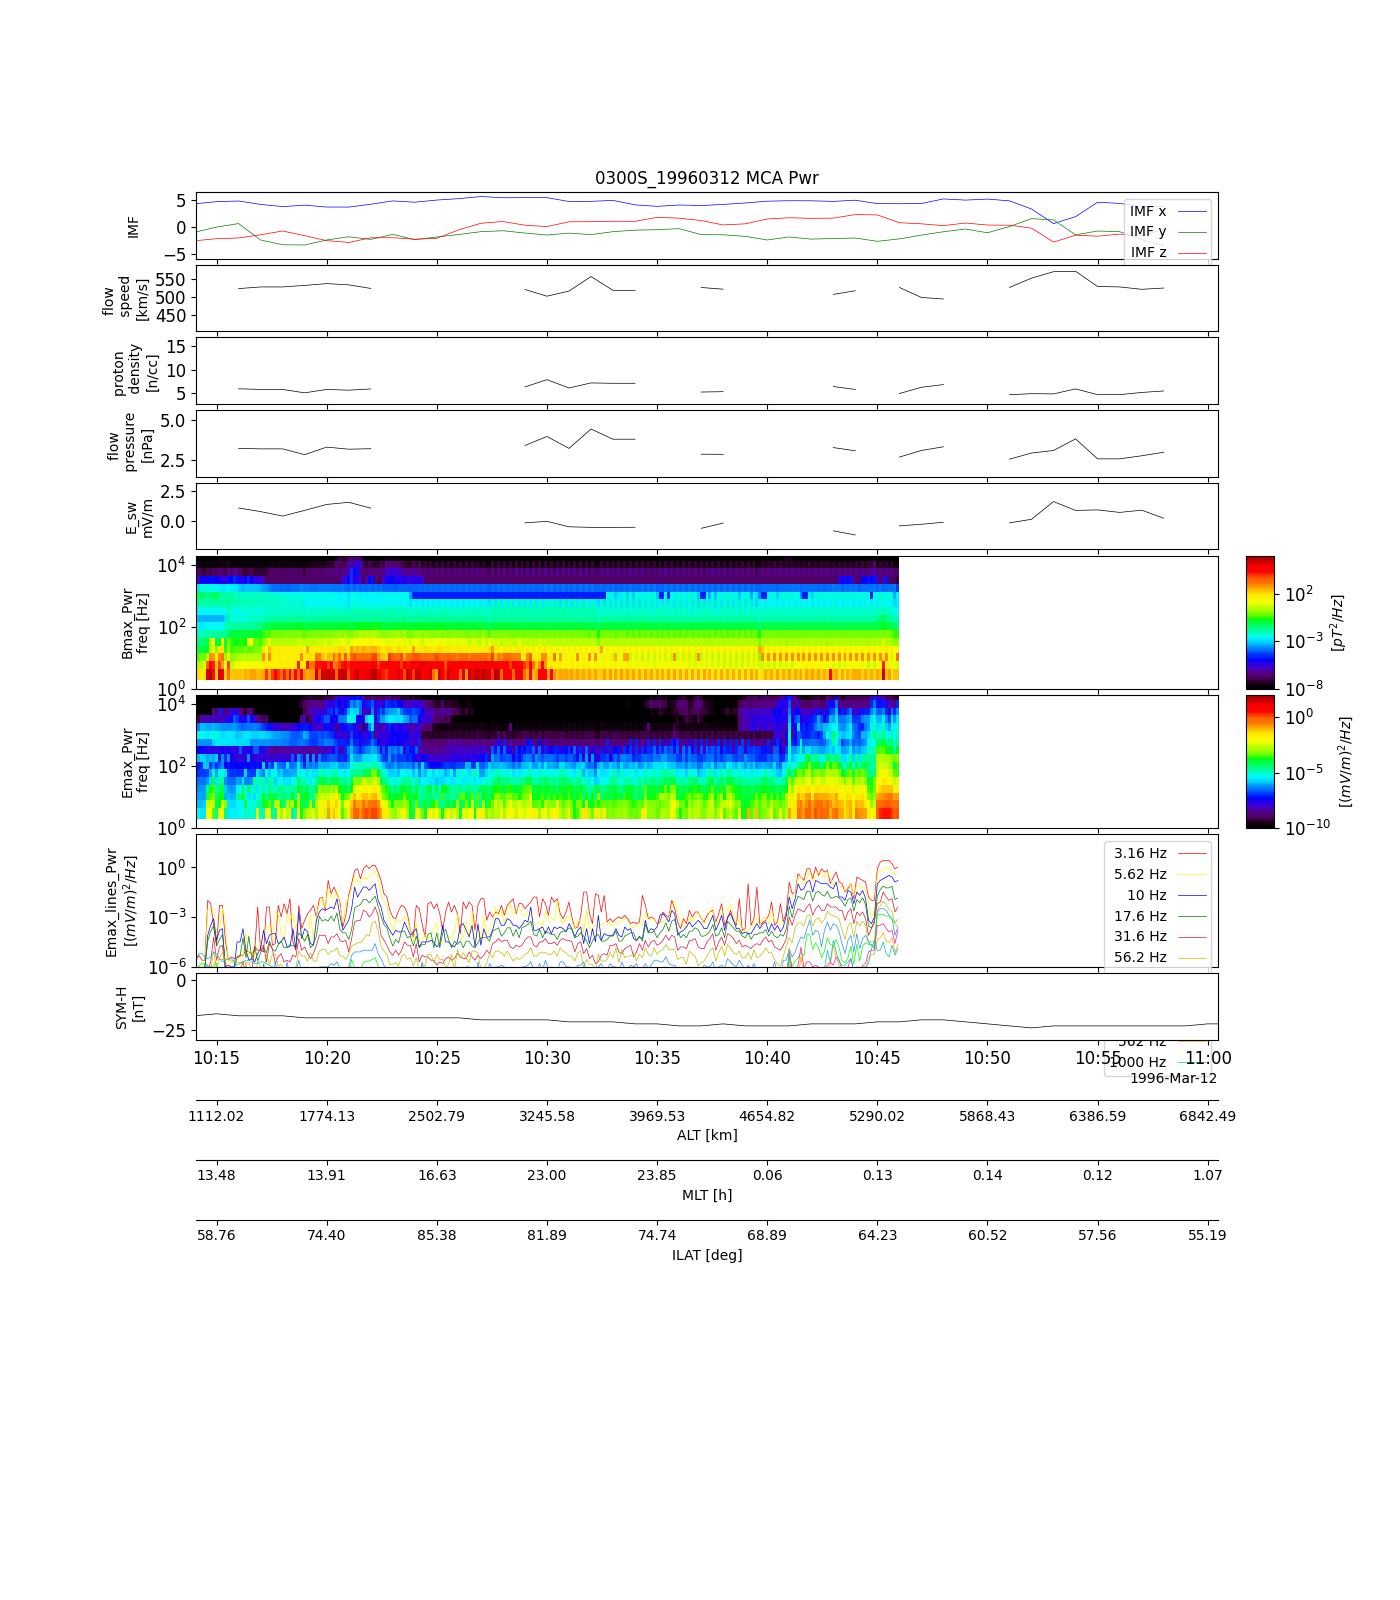 0300S_19960312 MCA Pwr
IMF
5
0
−5
IMF x
IMF y
IMF z
flow
speed
[km/s]
550
500
450
proton
density
[n/cc]
15
10
5
flow
pressure
[nPa]
5.0
2.5
E_sw
mV/m
2.5
0.0
Bmax_Pwr
freq [Hz]
10^4
10^2
10^0
10^2
10^−3
10^−8
[pT^2/Hz]
Emax_Pwr
freq [Hz]
10^4
10^2
10^0
10^0
10^−5
10^−10
[(mV/m)^2/Hz]
Emax_lines_Pwr
[(mV/m)^2/Hz]
10^0
10^−3
10^−6
3.16 Hz
5.62 Hz
10 Hz
17.6 Hz
31.6 Hz
56.2 Hz
562 Hz
1000 Hz
SYM-H
[nT]
0
−25
10:15 10:20 10:25 10:30 10:35 10:40 10:45 10:50 10:55 11:00
1996-Mar-12
1112.02 1774.13 2502.79 3245.58 3969.53 4654.82 5290.02 5868.43 6386.59 6842.49
ALT [km]
13.48 13.91 16.63 23.00 23.85 0.06 0.13 0.14 0.12 1.07
MLT [h]
58.76 74.40 85.38 81.89 74.74 68.89 64.23 60.52 57.56 55.19
ILAT [deg]